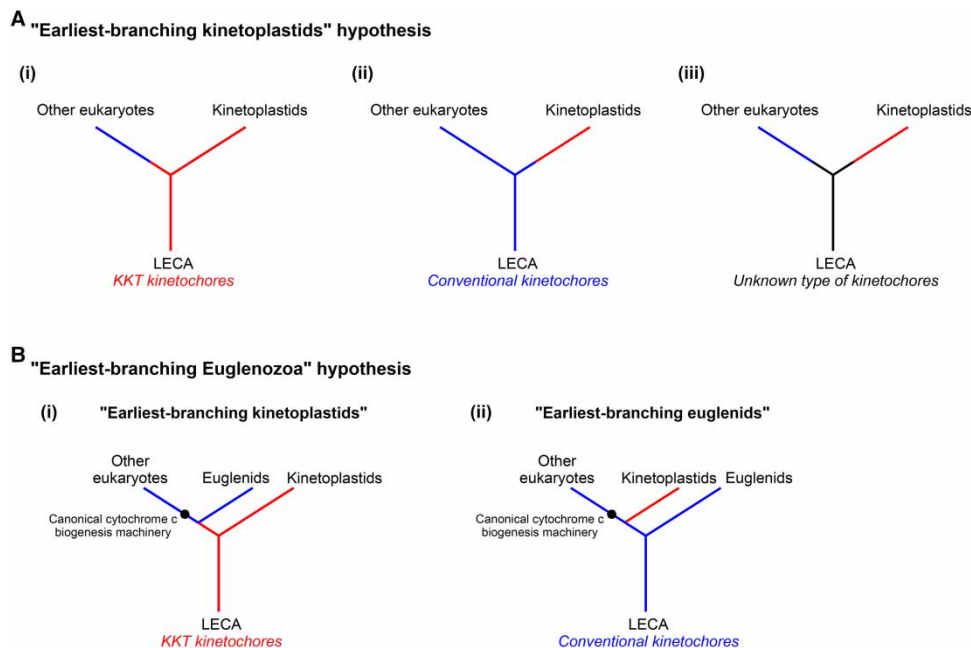 A "Earliest-branching kinetoplastids" hypothesis
(i)
Other eukaryotes
Kinetoplastids
LECA
KKT kinetochores
(ii)
Other eukaryotes
Kinetoplastids
LECA
Conventional kinetochores
(iii)
Other eukaryotes
Kinetoplastids
LECA
Unknown type of kinetochores
B "Earliest-branching Euglenozoa" hypothesis
(i) "Earliest-branching kinetoplastids"
Other
eukaryotes
Euglenids
Kinetoplastids
Canonical cytochrome c
biogenesis machinery
LECA
KKT kinetochores
(ii) "Earliest-branching euglenids"
Other
eukaryotes
Kinetoplastids
Euglenids
Canonical cytochrome c
biogenesis machinery
LECA
Conventional kinetochores